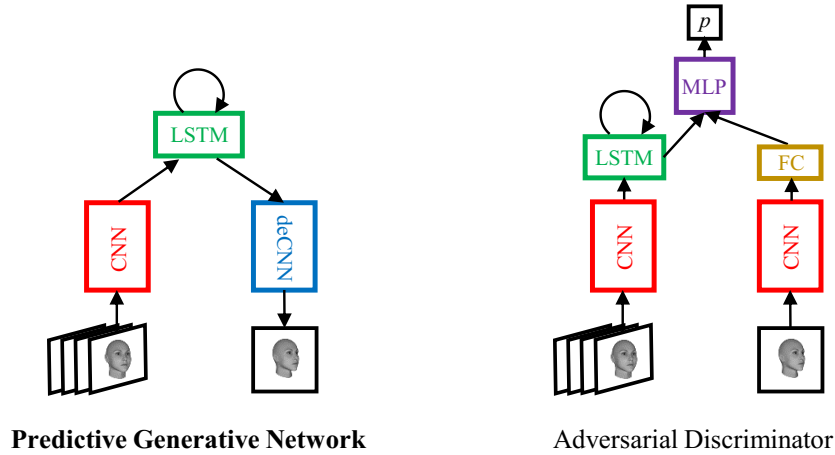 LSTM
CNN
deCNN
Predictive Generative Network
p
MLP
LSTM
FC
CNN
CNN
Adversarial Discriminator